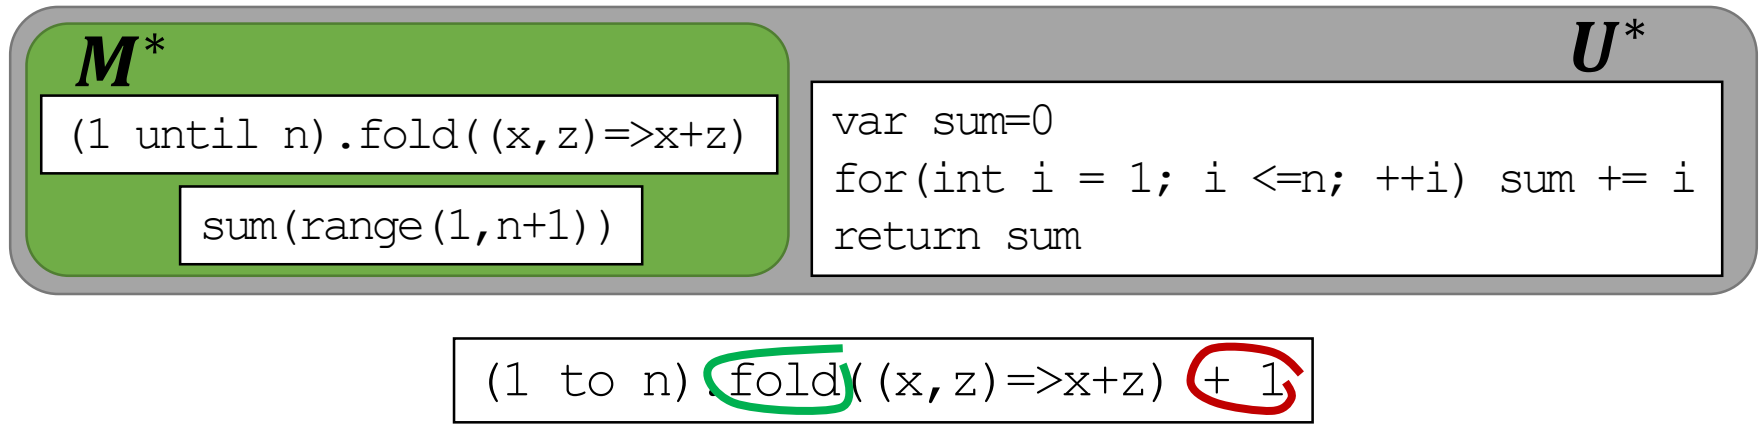 M*
U*
(1 until n).fold((x,z)=>x+z)
sum(range(1,n+1))
var sum=0
for(int i = 1; i <=n; ++i) sum += i
return sum
(1 to n).fold((x,z)=>x+z) + 1